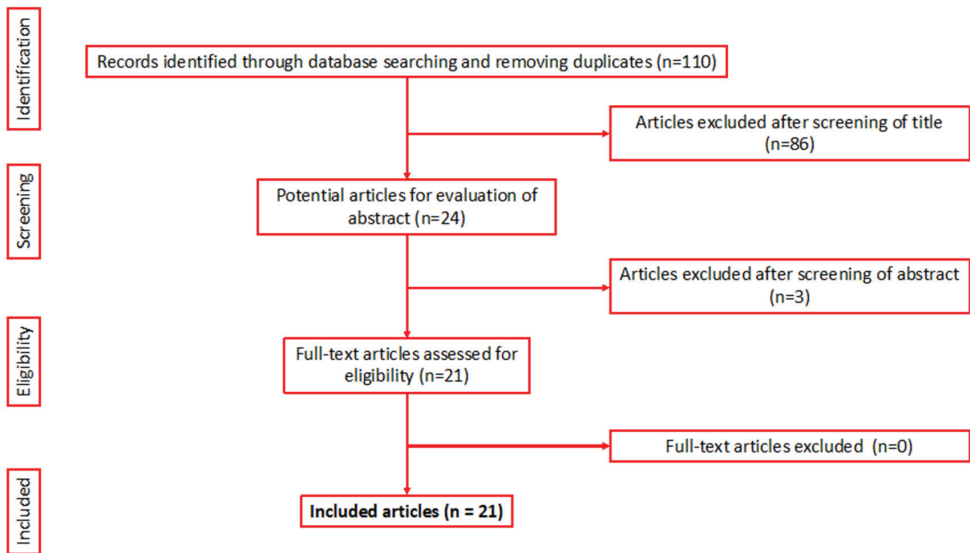 Identification
Records identified through database searching and removing duplicates (n=110)
Articles excluded after screening of title
(n=86)
Screening
Potential articles for evaluation of
abstract (n=24)
Articles excluded after screening of abstract
(n=3)
Eligibility
Full-text articles assessed for
eligibility (n=21)
Full-text articles excluded (n=0)
Included
Included articles (n = 21)